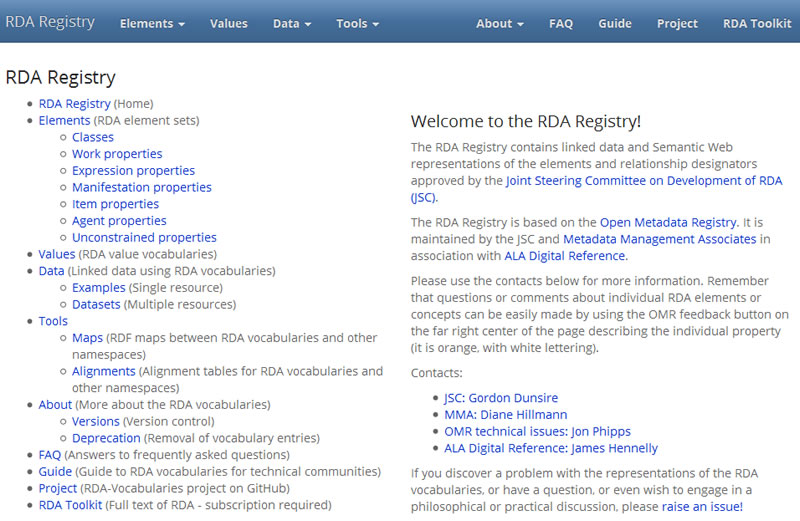 RDA Registry Elements Values Data Tools About FAQ Guide Project RDA Toolkit
RDA Registry
RDA Registry (Home)
Elements (RDA element sets)
Classes
Work properties
Expression properties
Manifestation properties
Item properties
Agent properties
Unconstrained properties
Values (RDA value vocabularies)
Data (Linked data using RDA vocabularies)
Examples (Single resource)
Datasets (Multiple resources)
Tools
Maps (RDF maps between RDA vocabularies and other
namespaces)
Alignments (Alignment tables for RDA vocabularies and
other namespaces)
About (More about the RDA vocabularies)
Versions (Version control)
Deprecation (Removal of vocabulary entries)
FAQ (Answers to frequently asked questions)
Guide (Guide to RDA vocabularies for technical communities)
Project (RDA-Vocabularies project on GitHub)
RDA Toolkit (Full text of RDA - subscription required)
Welcome to the RDA Registry!
The RDA Registry contains linked data and Semantic Web
representations of the elements and relationship designators
approved by the Joint Steering Committee on Development of RDA
(JSC).
The RDA Registry is based on the Open Metadata Registry. It is
maintained by the JSC and Metadata Management Associates in
association with ALA Digital Reference.
Please use the contacts below for more information. Remember
that questions or comments about individual RDA elements or
concepts can be easily made by using the OMR feedback button on
the far right center of the page describing the individual property
(it is orange, with white lettering).
Contacts:
JSC: Gordon Dunsire
MMA: Diane Hillmann
OMR technical issues: Jon Phipps
ALA Digital Reference: James Hennelly
If you discover a problem with the representations of the RDA
vocabularies, or have a question, or even wish to engage in a
philosophical or practical discussion, please raise an issue!